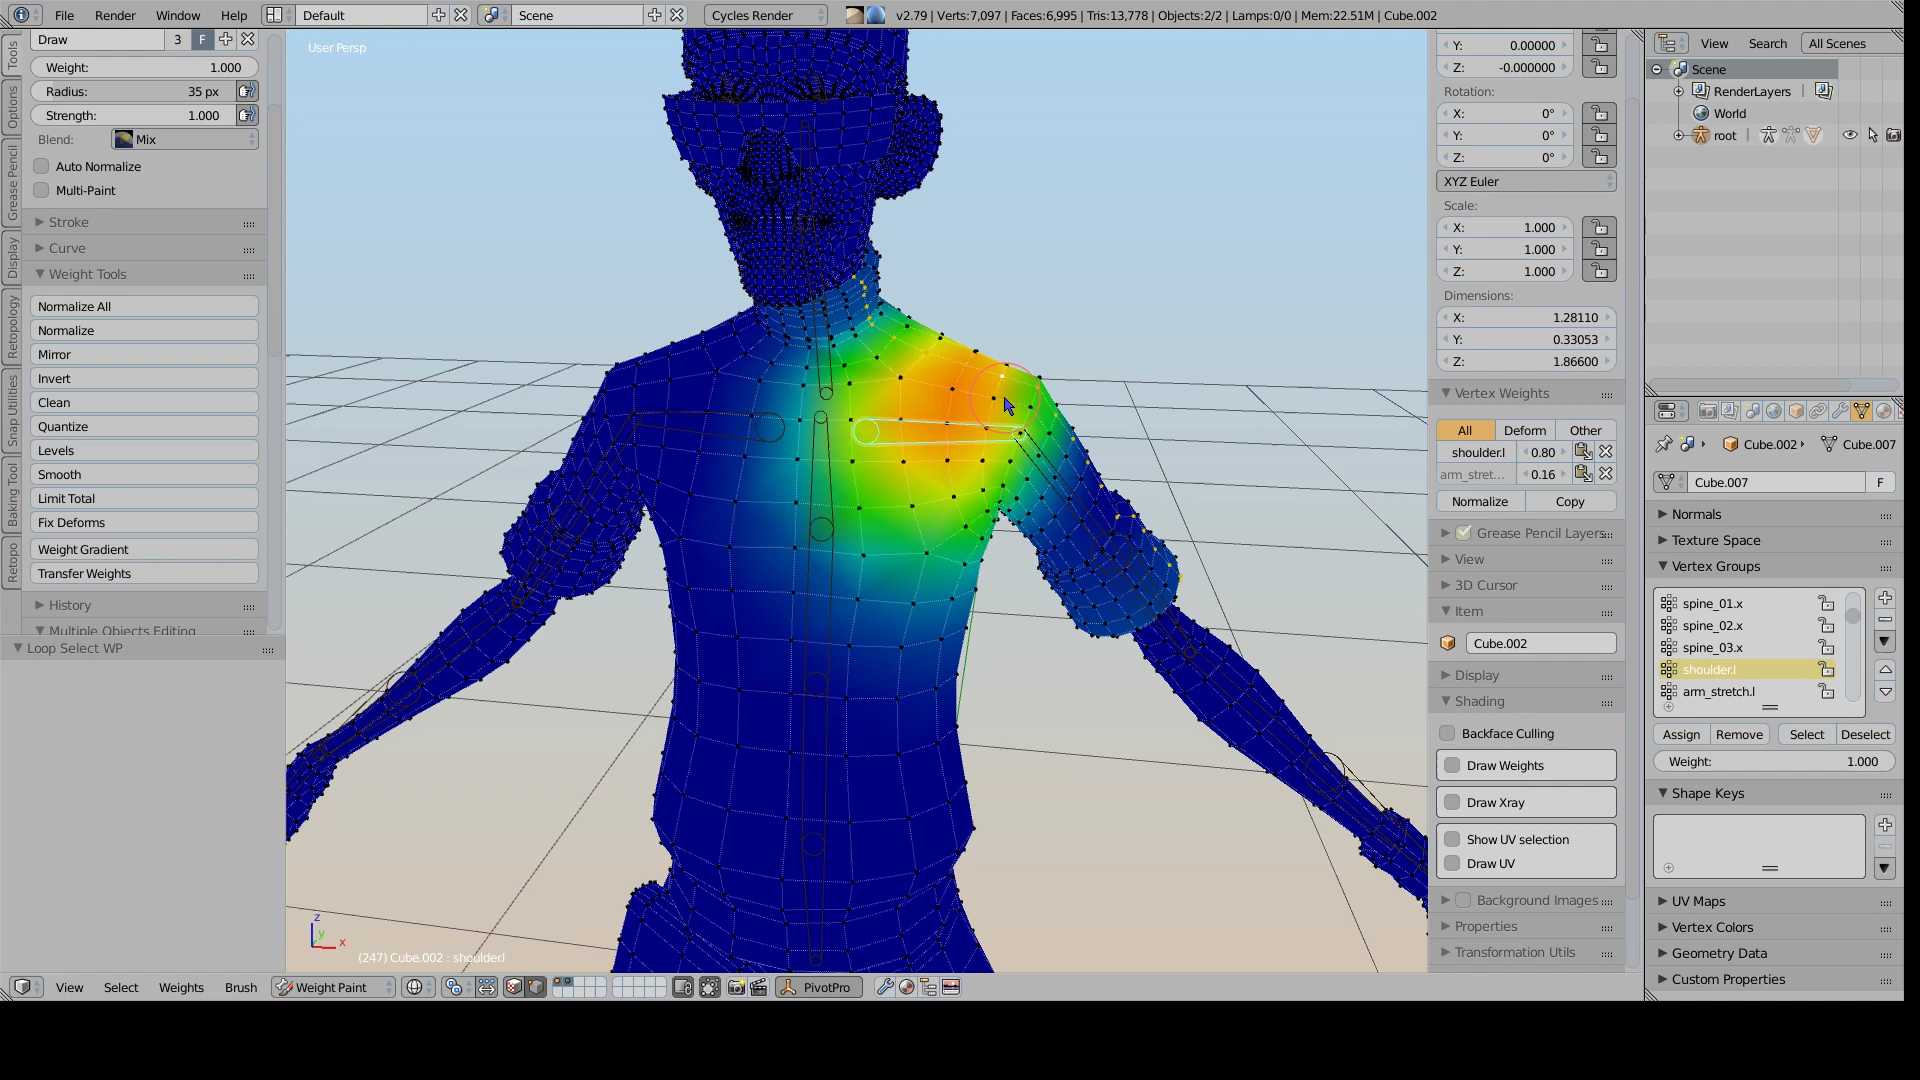 File Render Window Help Default Scene Cycles Render v2.79 | Verts:7,097 | Faces:6,995 | Tris:13,778 | Objects:2/2 | Lamps:0/0 | Mem:22.51M | Cube.002
Tools
Options
Grease Pencil
Display
Retopology
Snap Utilities
Baking Tool
Retopo
Draw 3 F
Weight: 1.000
Radius: 35 px
Strength: 1.000
Blend: Mix
Auto Normalize
Multi-Paint
Stroke
Curve
Weight Tools
Normalize All
Normalize
Mirror
Invert
Clean
Quantize
Levels
Smooth
Limit Total
Fix Deforms
Weight Gradient
Transfer Weights
History
Multiple Objects Editing
Loop Select WP
User Persp
z
y
x
(247) Cube.002 : shoulder.l
View Select Weights Brush Weight Paint PivotPro
Y: 0.00000
Z: -0.000000
Rotation:
X: 0°
Y: 0°
Z: 0°
XYZ Euler
Scale:
X: 1.000
Y: 1.000
Z: 1.000
Dimensions:
X: 1.28110
Y: 0.33053
Z: 1.86600
Vertex Weights
All Deform Other
shoulder.l 0.80
arm_stret... 0.16
Normalize Copy
Grease Pencil Layers
View
3D Cursor
Item
Cube.002
Display
Shading
Backface Culling
Draw Weights
Draw Xray
Show UV selection
Draw UV
Background Images
Properties
Transformation Utils
View Search All Scenes
Scene
RenderLayers |
World
root |
Cube.002 Cube.007
Cube.007 F
Normals
Texture Space
Vertex Groups
spine_01.x
spine_02.x
spine_03.x
shoulder.l
arm_stretch.l
Assign Remove Select Deselect
Weight: 1.000
Shape Keys
UV Maps
Vertex Colors
Geometry Data
Custom Properties